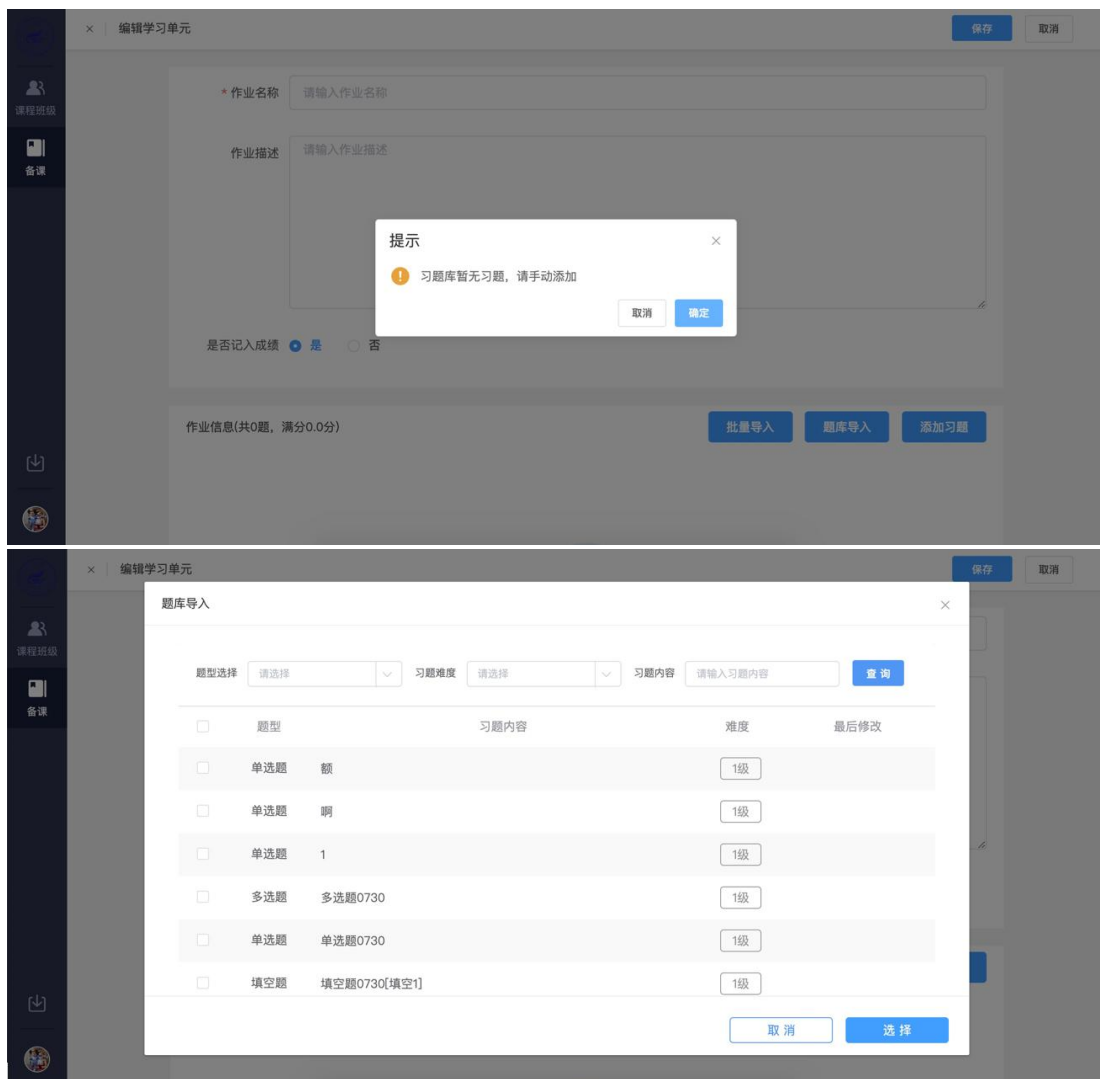 × 编辑学习单元 保存 取消
课程班级
备课
* 作业名称 请输入作业名称
作业描述 请输入作业描述
提示 ×
习题库暂无习题，请手动添加
取消 确定
是否记入成绩 是 否
作业信息(共0题，满分0.0分) 批量导入 题库导入 添加习题
× 编辑学习单元 保存 取消
课程班级
备课
题库导入 ×
题型选择 请选择 习题难度 请选择 习题内容 请输入习题内容 查询
题型 习题内容 难度 最后修改
单选题 额 1级
单选题 啊 1级
单选题 1 1级
多选题 多选题0730 1级
单选题 单选题0730 1级
填空题 填空题0730[填空1] 1级
取消 选择